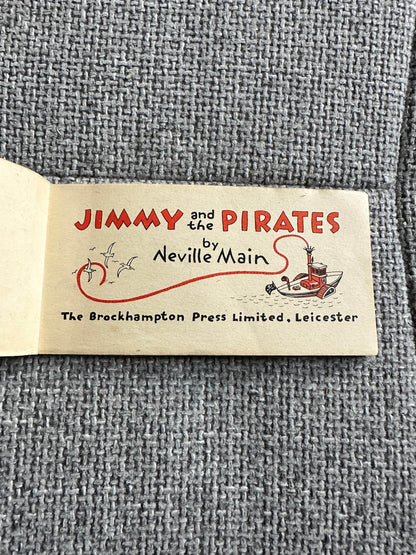 JIMMY and the PIRATES
by
Neville Main
The Brockhampton Press Limited, Leicester